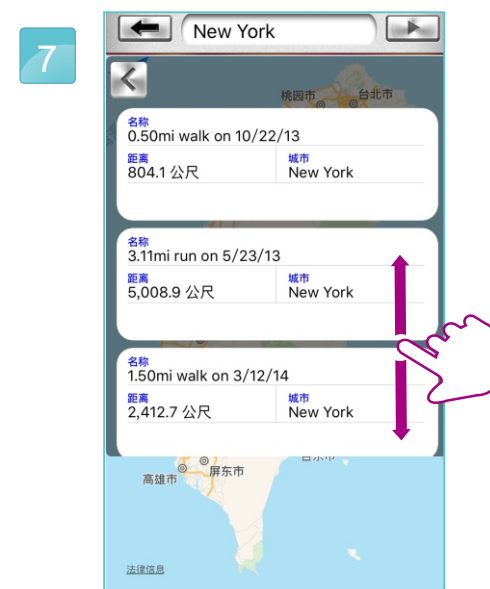 7
New York
桃园市 台北市
名称
0.50mi walk on 10/22/13
距离 城市
804.1 公尺 New York
名称
3.11mi run on 5/23/13
距离 城市
5,008.9 公尺 New York
名称
1.50mi walk on 3/12/14
距离 城市
2,412.7 公尺 New York
高雄市 屏东市
法律信息